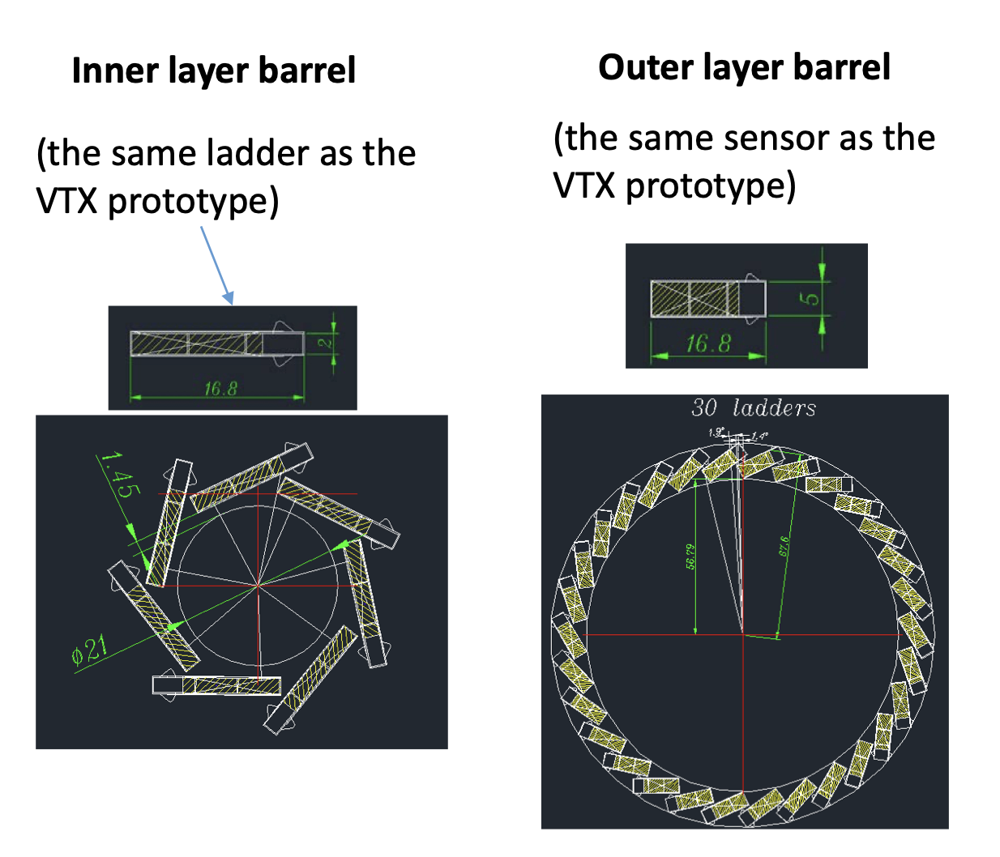 Inner layer barrel
(the same ladder as the
VTX prototype)
2
16.8
1.45
ϕ21
Outer layer barrel
(the same sensor as the
VTX prototype)
5
16.8
30 ladders
1.9°
1.4°
56.79
67.6